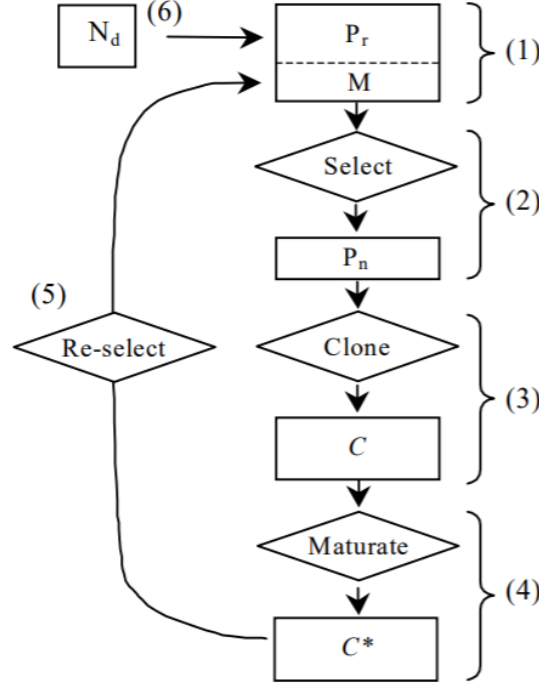 N_d
(6)
P_r
M
(1)
Select
P_n
(2)
(5)
Re-select
Clone
C
(3)
Maturate
C*
(4)